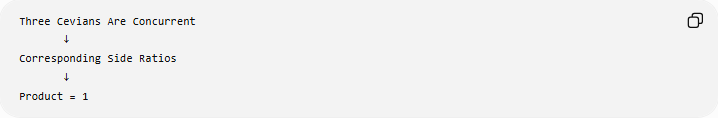 Three Cevians Are Concurrent
↓
Corresponding Side Ratios
↓
Product = 1